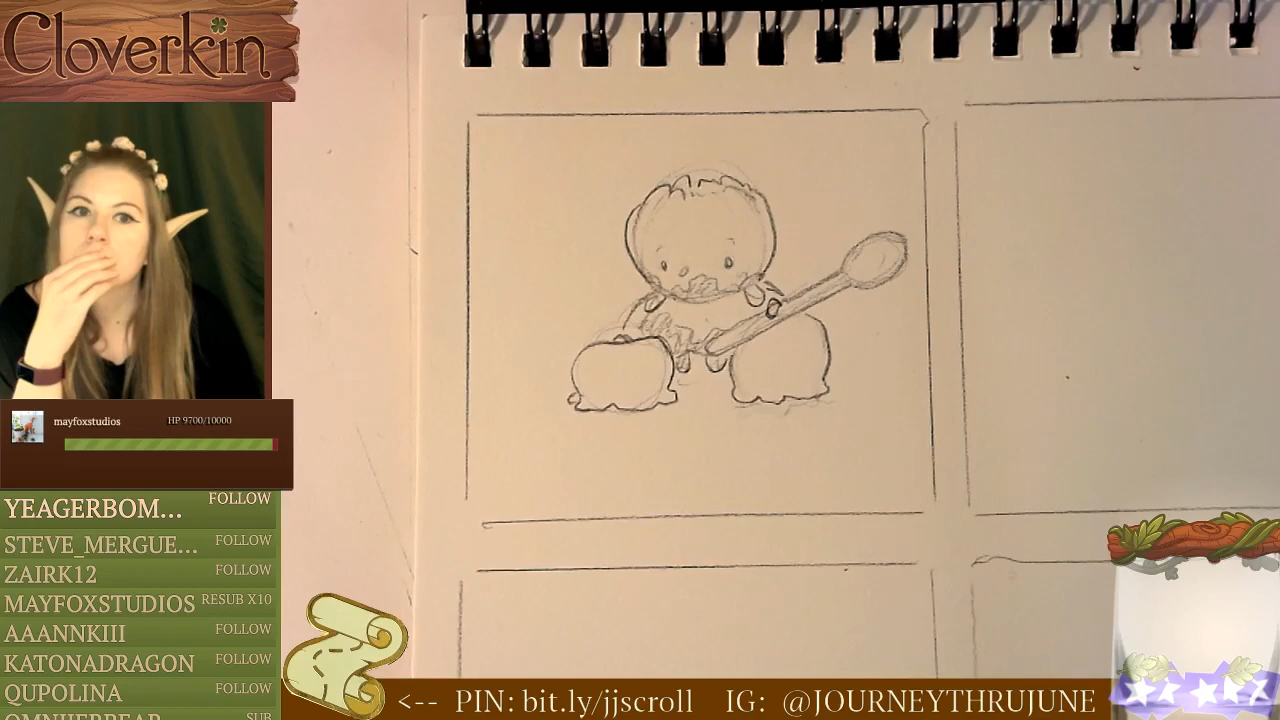 Cloverkin
mayfoxstudios HP 9700/10000
YEAGERBOM... FOLLOW
STEVE_MERGUE... FOLLOW
ZAIRK12 FOLLOW
MAYFOXSTUDIOS RESUB X10
AAANNKIII FOLLOW
KATONADRAGON FOLLOW
QUPOLINA FOLLOW
SUB
<-- PIN: bit.ly/jjscroll IG: @JOURNEYTHRUJUNE